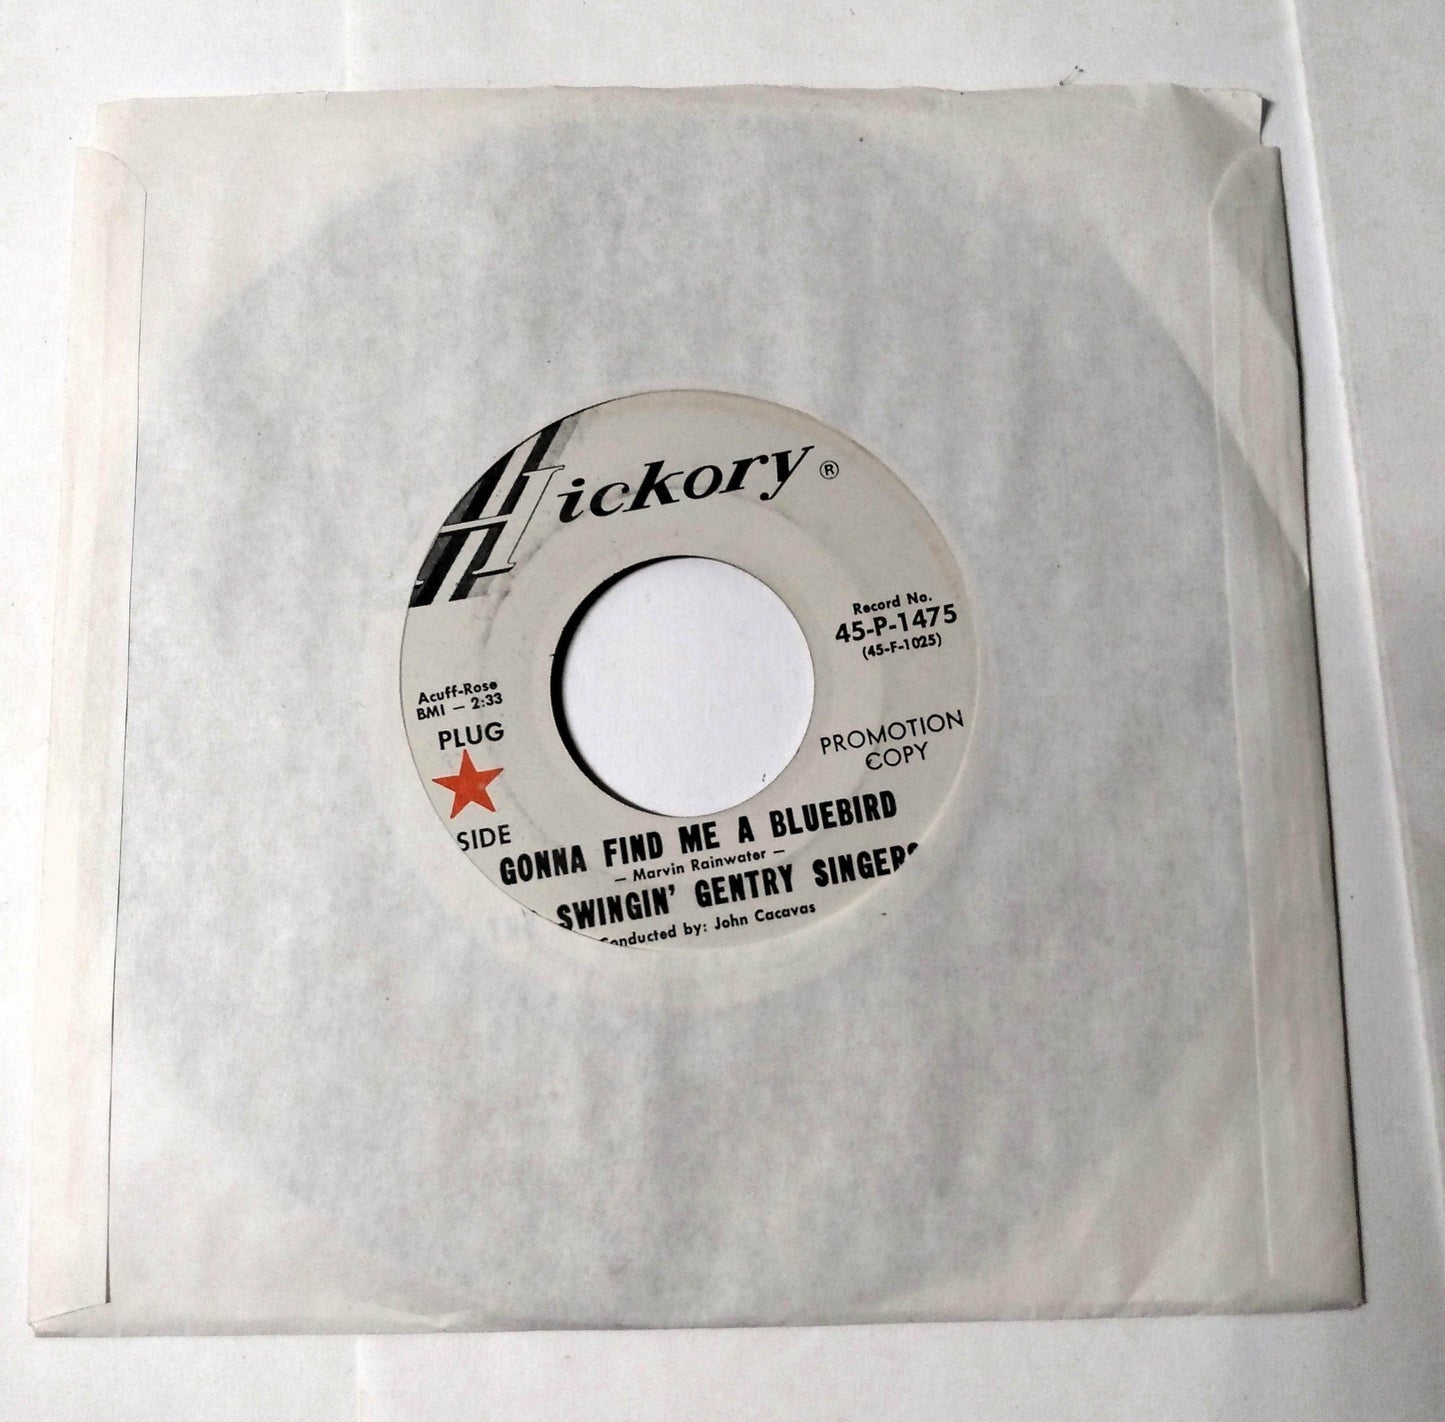 Hickory ®
Record No.
45-P-1475
(45-F-1025)
Acuff-Rose
BMI — 2:33
PLUG
SIDE
PROMOTION
COPY
GONNA FIND ME A BLUEBIRD
— Marvin Rainwater —
SWINGIN' GENTRY SINGERS
Conducted by: John Cacavas